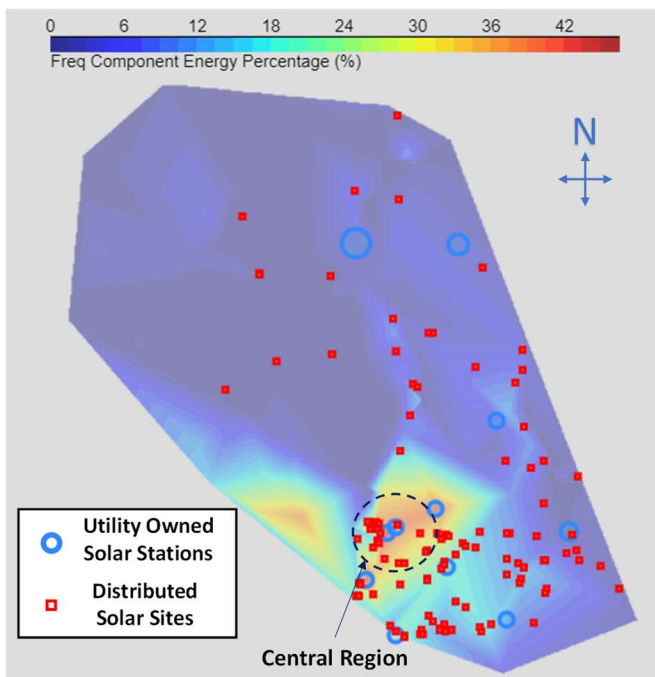 0 6 12 18 24 30 36 42
Freq Component Energy Percentage (%)
N
Utility Owned
Solar Stations
Distributed
Solar Sites
Central Region